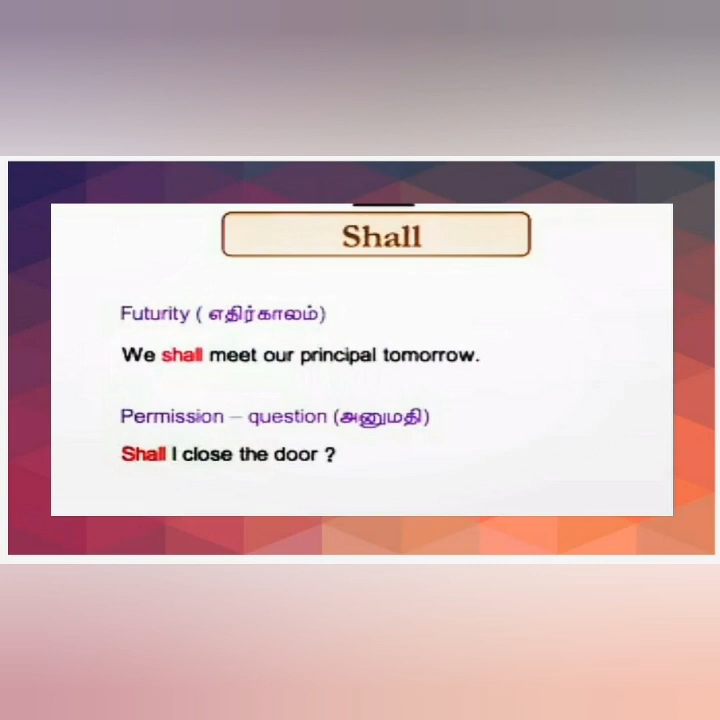 Shall
Futurity ( எதிர்காலம்)
We shall meet our principal tomorrow.
Permission – question (அனுமதி)
Shall I close the door ?